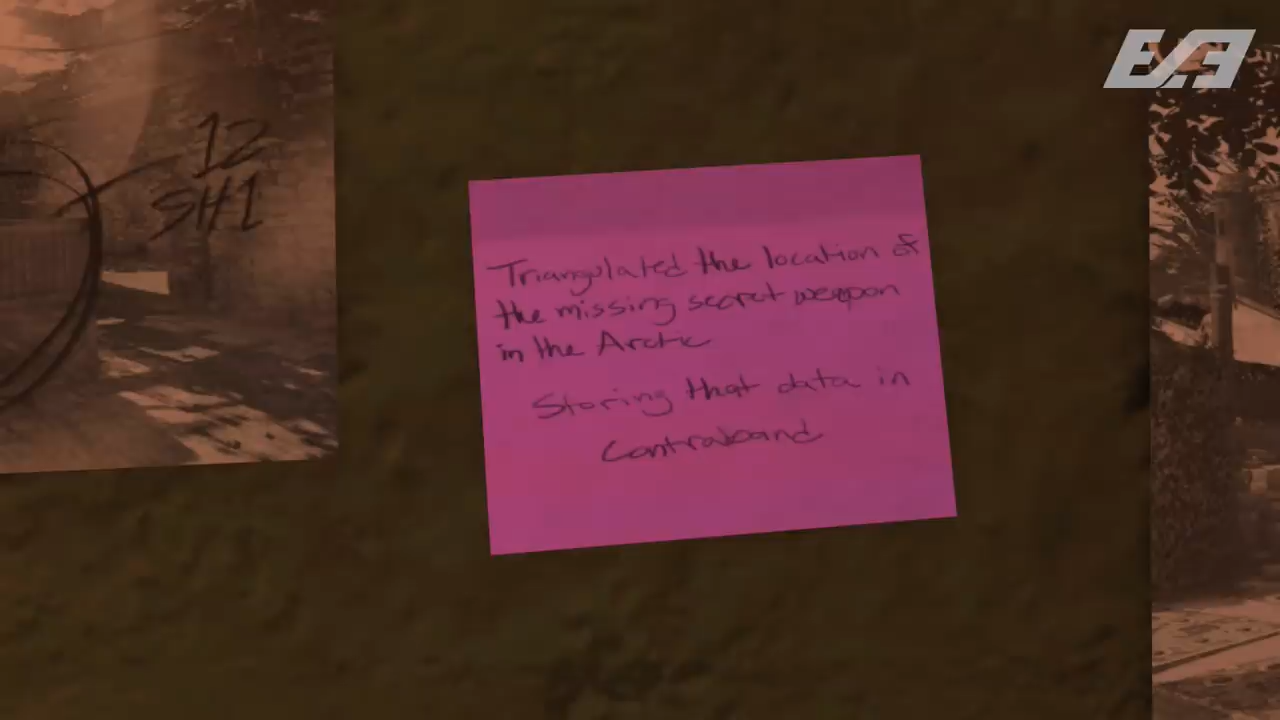 12
SH1
Triangulated the location of
the missing secret weapon
in the Arctic
Storing that data in
Contraband